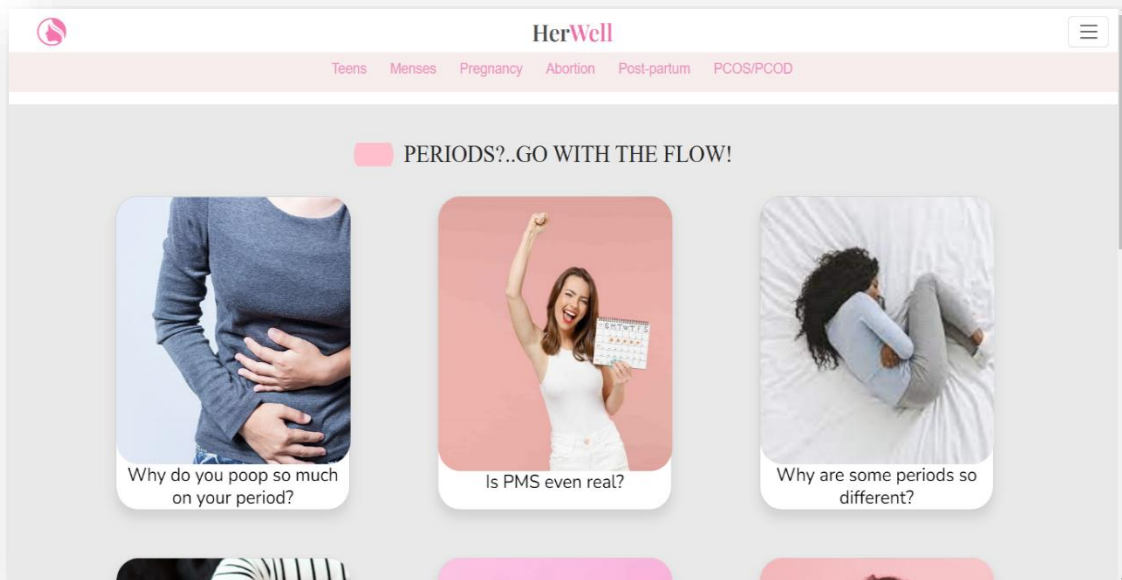 HerWell
Teens Menses Pregnancy Abortion Post-partum PCOS/PCOD
PERIODS?..GO WITH THE FLOW!
S M T W T F S
Why do you poop so much
on your period?
Is PMS even real?
Why are some periods so
different?